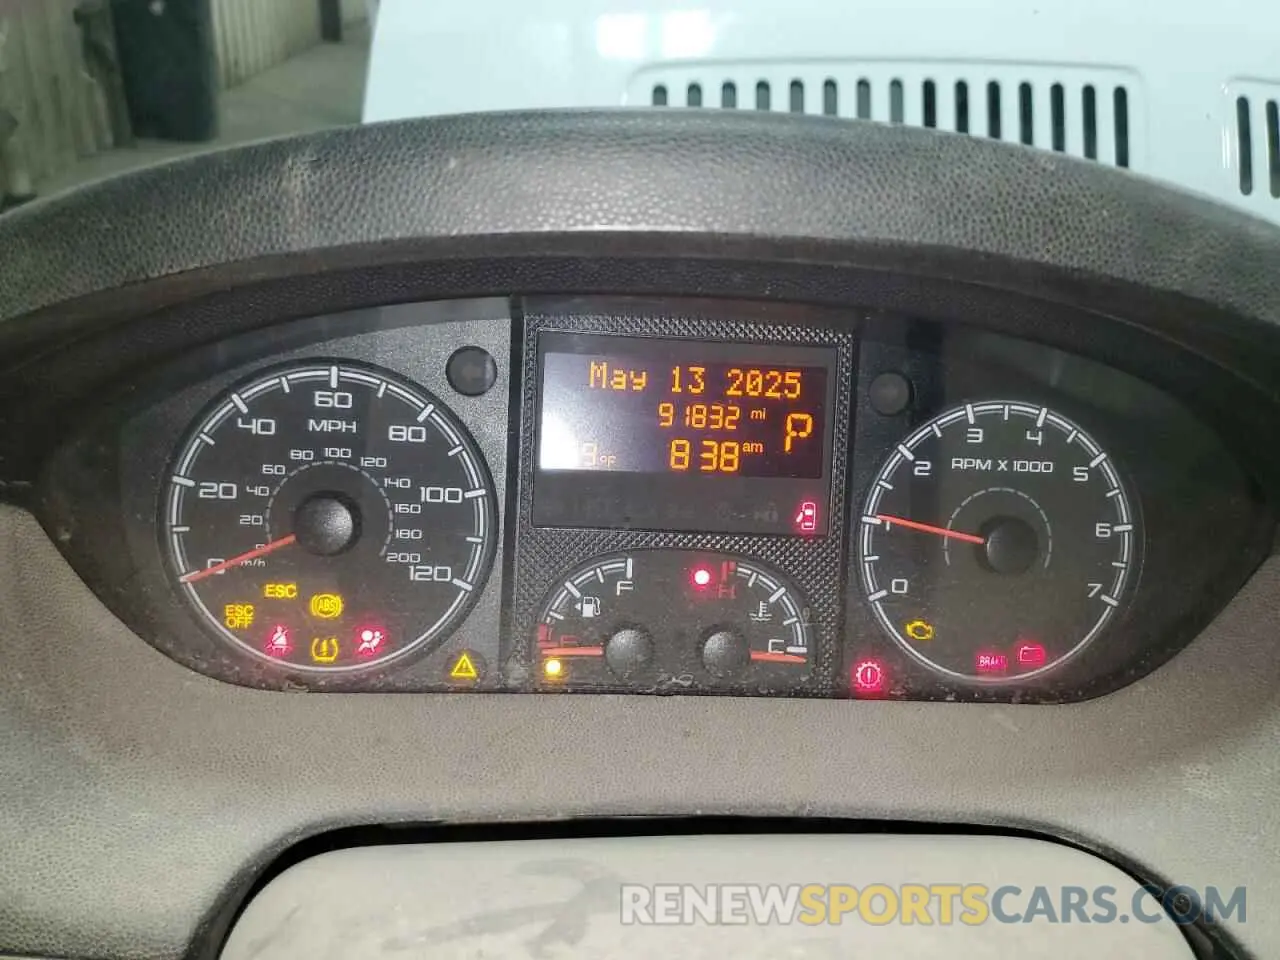 May 13 2025
91832 mi
P
838 am
°F
0 20 40 60 80 100 120
MPH
20 40 60 80 100 120 140 160 180 200
km/h
ESC
ESC OFF
ABS
F
E
H
C
0 1 2 3 4 5 6 7
RPM X 1000
BRAKE
RENEWSPORTSCARS.COM